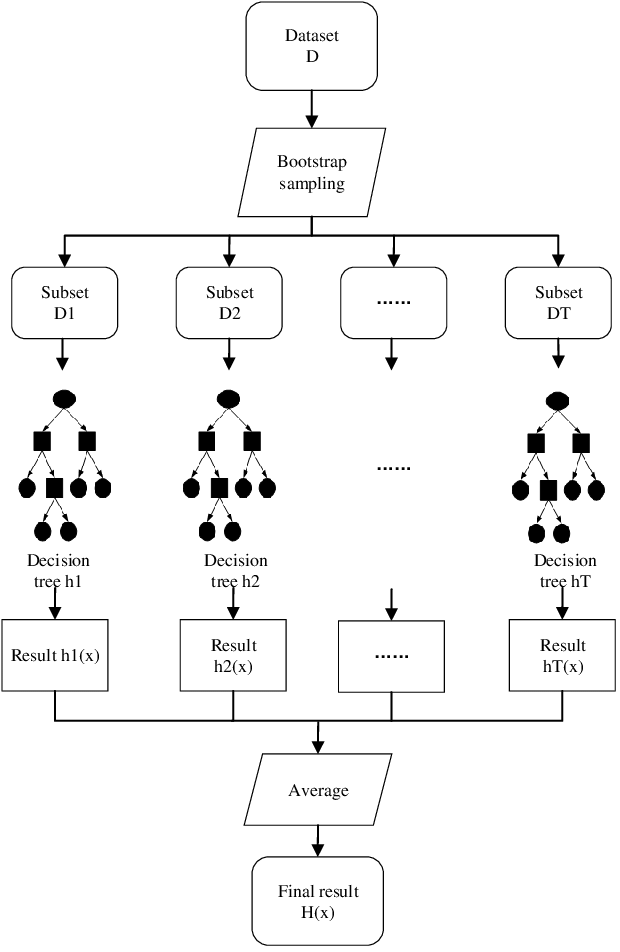 Dataset
D
Bootstrap
sampling
Subset
D1
Subset
D2
......
Subset
DT
......
Decision
tree h1
Decision
tree h2
Decision
tree hT
Result h1(x)
Result
h2(x)
......
Result
hT(x)
Average
Final result
H(x)